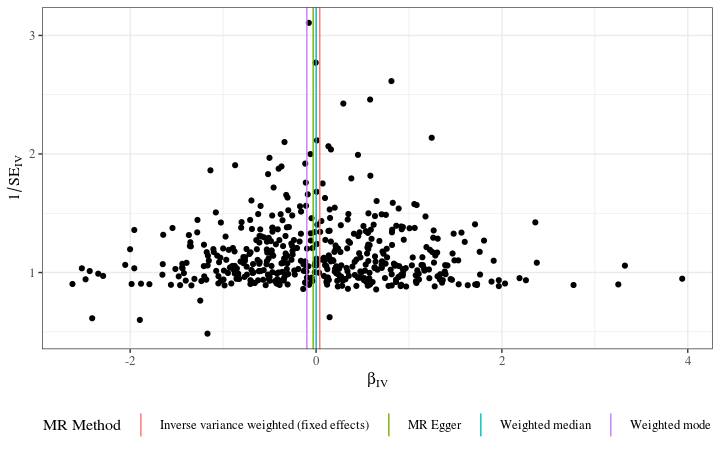 3
2
1
1/SE_IV
-2
0
2
4
β_IV
MR Method Inverse variance weighted (fixed effects) MR Egger Weighted median Weighted mode